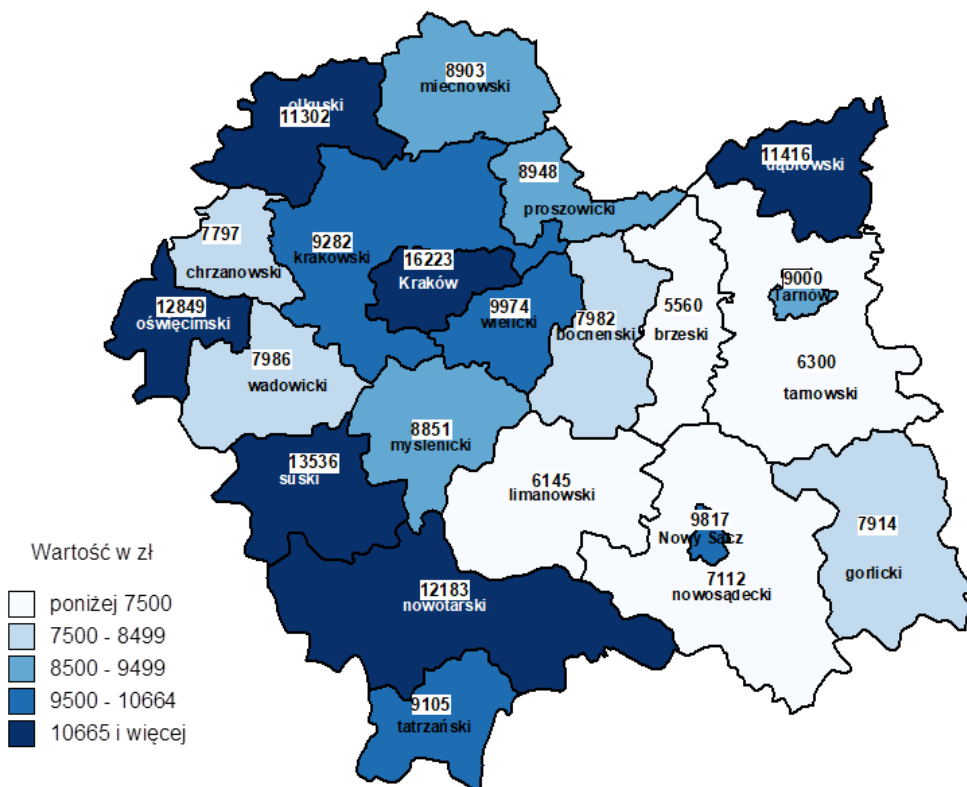 8903
miechowski
olkuski
11302
11416
dąbrowski
8948
proszowicki
7797
chrzanowski
9282
krakowski
16223
Kraków
9000
Tarnów
12849
oświęcimski
9974
wielicki
7982
bocheński
5560
brzeski
7986
wadowicki
6300
tarnowski
8851
myślenicki
13536
suski
6145
limanowski
9817
Nowy Sącz
7914
gorlicki
7112
nowosądecki
12183
nowotarski
9105
tatrzański
Wartość w zł
poniżej 7500
7500 - 8499
8500 - 9499
9500 - 10664
10665 i więcej